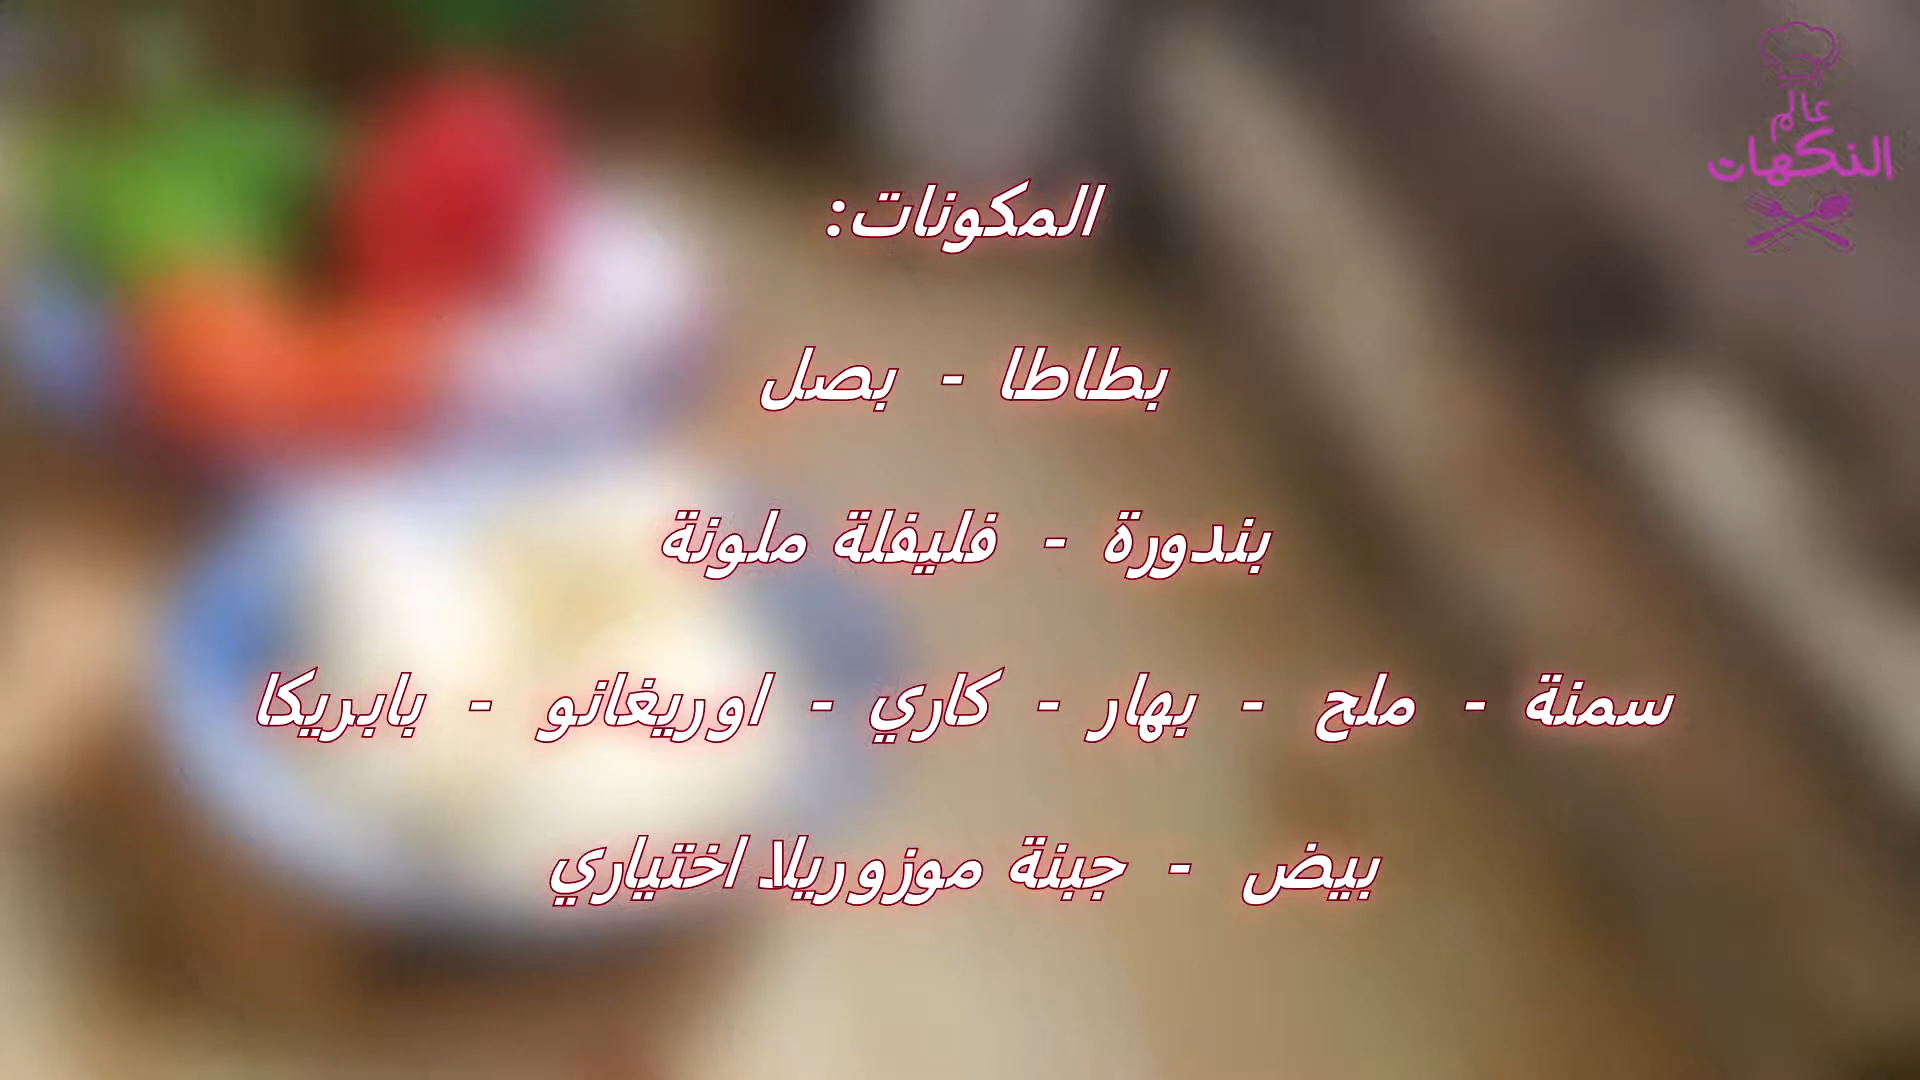 عالم
النكهات
المكونات:
بطاطا - بصل
بندورة - فليفلة ملونة
سمنة - ملح - بهار - كاري - اوريغانو - بابريكا
بيض - جبنة موزوريلا اختياري